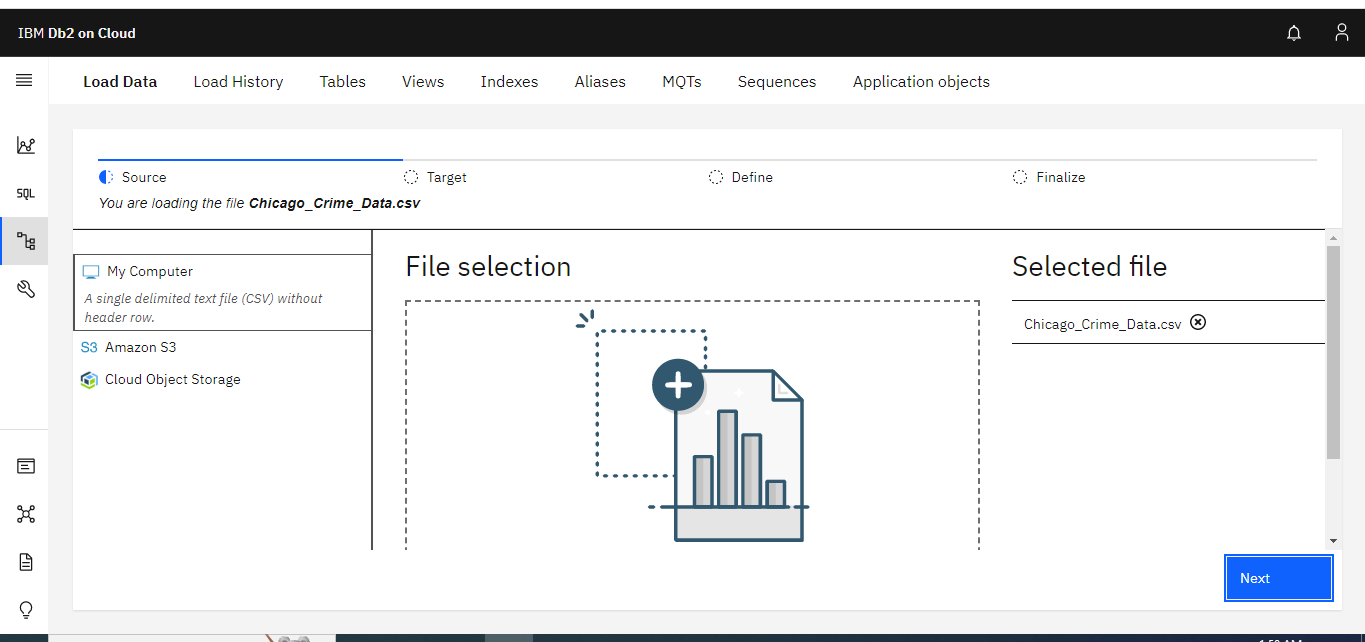 IBM Db2 on Cloud
Load Data Load History Tables Views Indexes Aliases MQTs Sequences Application objects
SQL
Source Target Define Finalize
You are loading the file Chicago_Crime_Data.csv
My Computer
A single delimited text file (CSV) without
header row.
S3 Amazon S3
Cloud Object Storage
File selection
Selected file
Chicago_Crime_Data.csv
Next